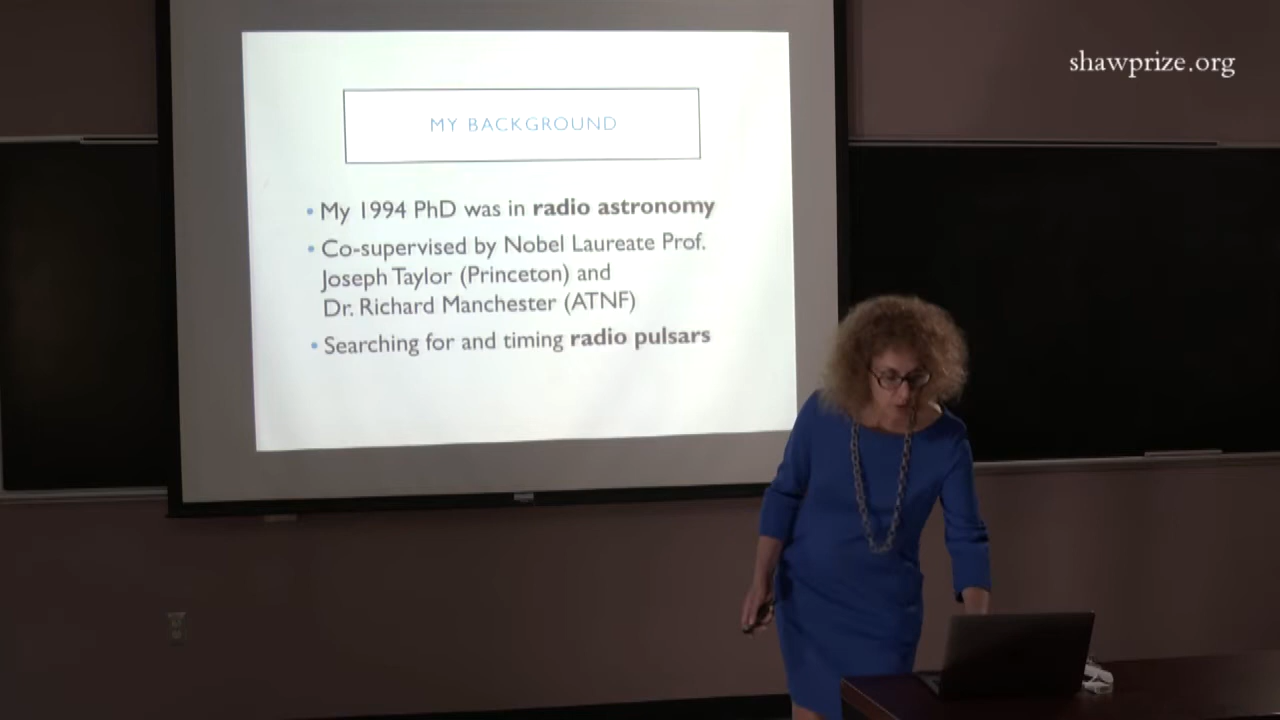 shawprize.org
MY BACKGROUND
• My 1994 PhD was in radio astronomy
• Co-supervised by Nobel Laureate Prof.
Joseph Taylor (Princeton) and
Dr. Richard Manchester (ATNF)
• Searching for and timing radio pulsars